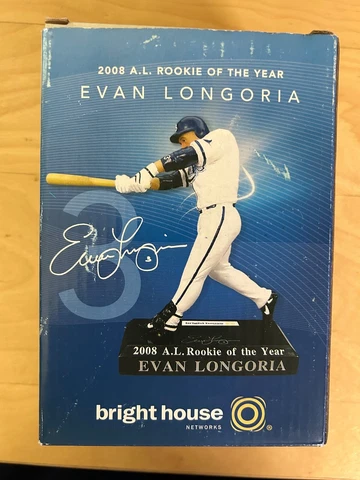 2008 A.L. ROOKIE OF THE YEAR
EVAN LONGORIA
3
Evan Longoria
3
2008 A.L. Rookie of the Year
EVAN LONGORIA
bright house
NETWORKS
®